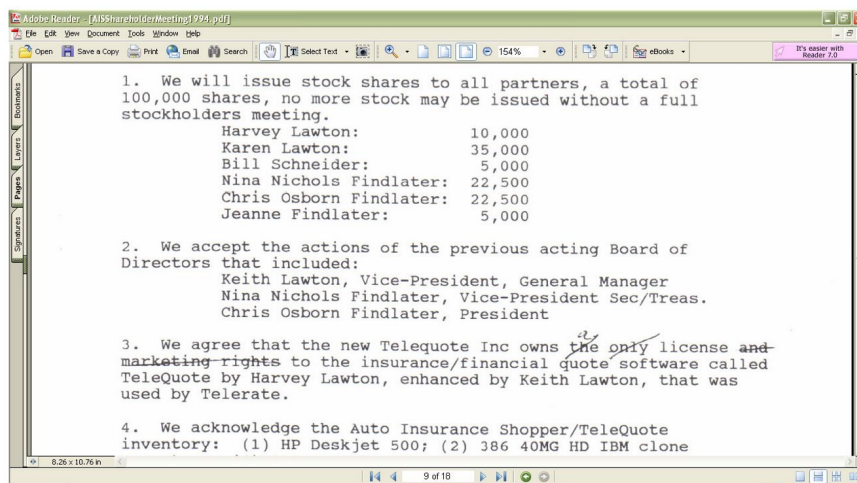 Adobe Reader - [AISShareholderMeeting1994.pdf]
File Edit View Document Tools Window Help
Open Save a Copy Print Email Search Select Text 154% eBooks It's easier with Reader 7.0
Bookmarks
Layers
Pages
Signatures
1. We will issue stock shares to all partners, a total of
100,000 shares, no more stock may be issued without a full
stockholders meeting.
Harvey Lawton: 10,000
Karen Lawton: 35,000
Bill Schneider: 5,000
Nina Nichols Findlater: 22,500
Chris Osborn Findlater: 22,500
Jeanne Findlater: 5,000
2. We accept the actions of the previous acting Board of
Directors that included:
Keith Lawton, Vice-President, General Manager
Nina Nichols Findlater, Vice-President Sec/Treas.
Chris Osborn Findlater, President
a
3. We agree that the new Telequote Inc owns the only license and
marketing rights to the insurance/financial quote software called
TeleQuote by Harvey Lawton, enhanced by Keith Lawton, that was
used by Telerate.
4. We acknowledge the Auto Insurance Shopper/TeleQuote
inventory: (1) HP Deskjet 500; (2) 386 40MG HD IBM clone
8.26 x 10.76 in
9 of 18